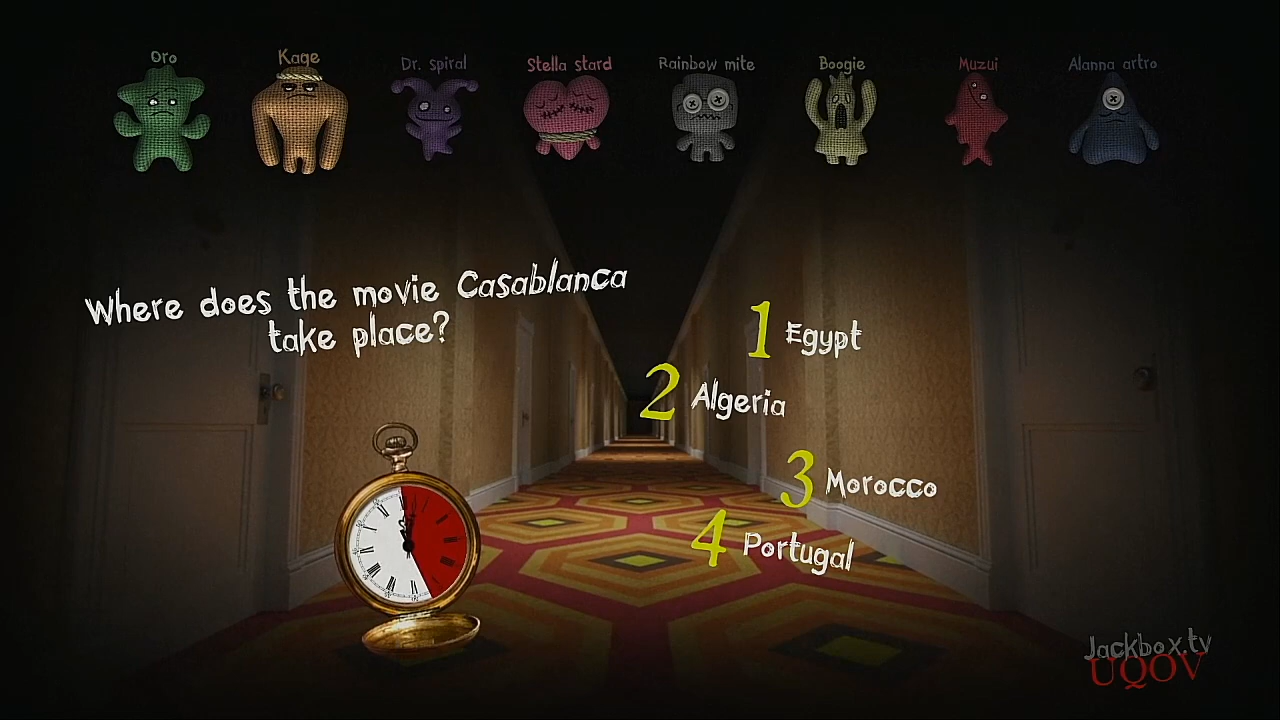 Oro
Kage
Dr. spiral
Stella stard
Rainbow mite
Boogie
Muzui
Alanna artro
Where does the movie Casablanca
take place?
1 Egypt
2 Algeria
3 Morocco
4 Portugal
Jackbox.tv
UQOV